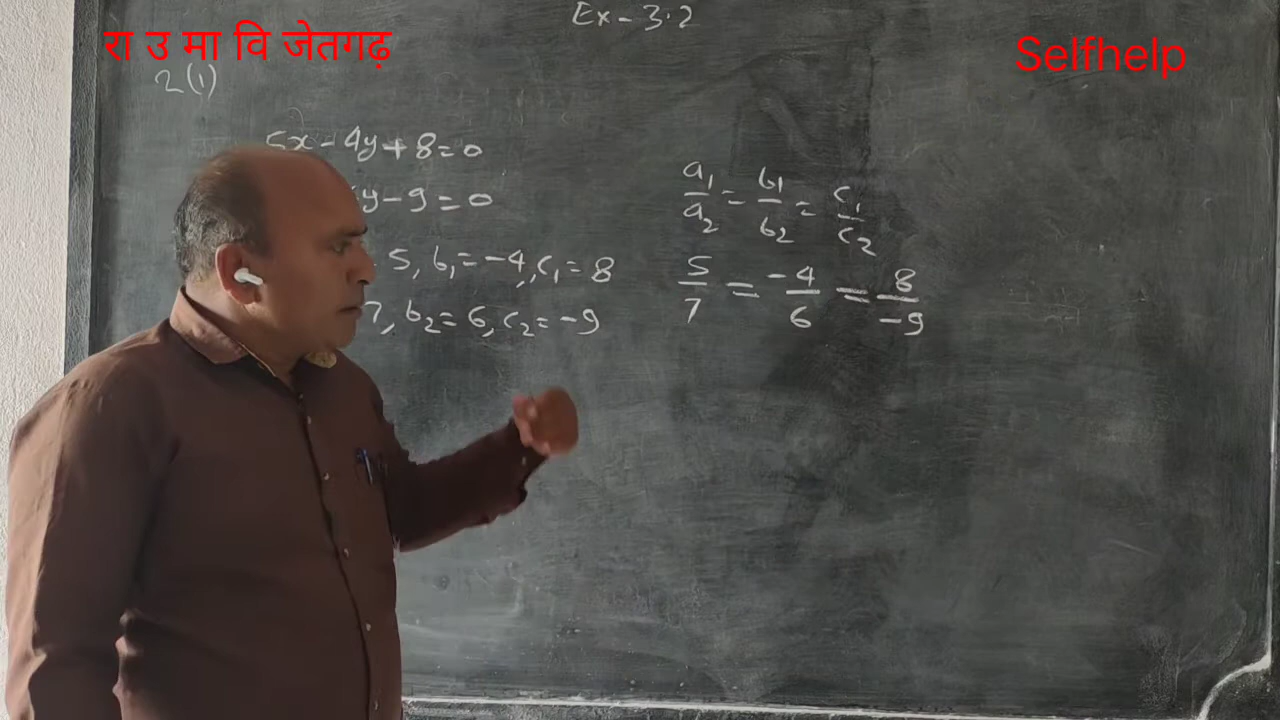 Ex - 3.2
रा उ मा वि जेतगढ़
Selfhelp
2(1)
5x - 4y + 8 = 0
y - 9 = 0
5, b₁ = -4, c₁ = 8
7, b₂ = 6, c₂ = -9
a₁/a₂ = b₁/b₂ = c₁/c₂
5/7 = -4/6 = 8/-9